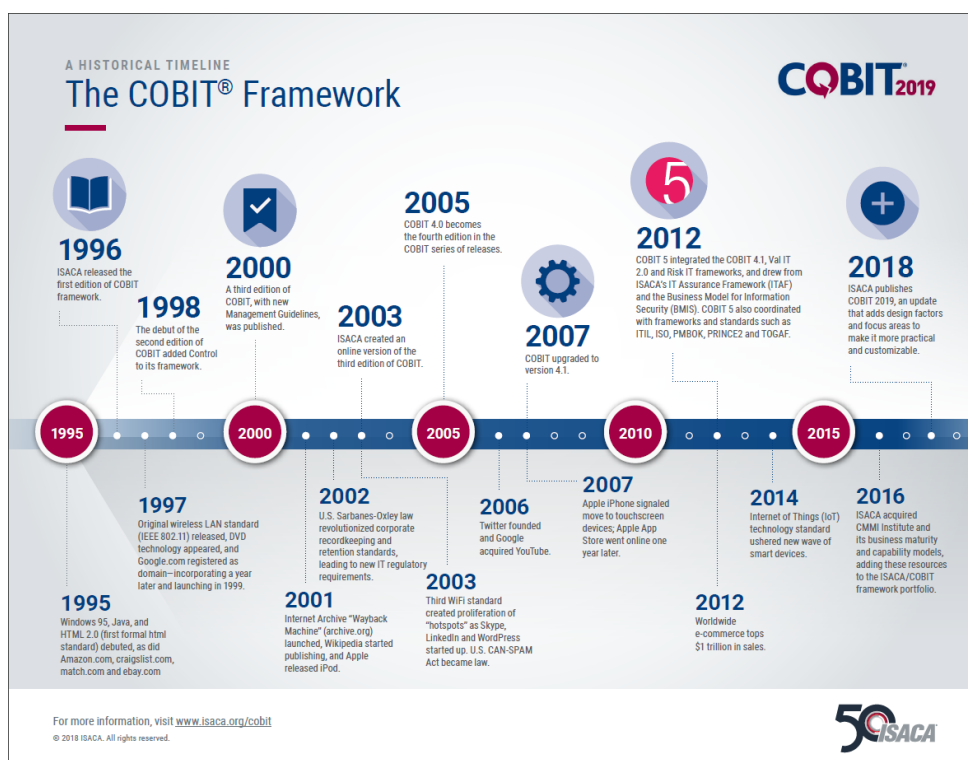 A HISTORICAL TIMELINE
The COBIT® Framework
COBIT® 2019
1996
ISACA released the
first edition of COBIT
framework.
1998
The debut of the
second edition of
COBIT added Control
to its framework.
2000
A third edition of
COBIT, with new
Management Guidelines,
was published.
2003
ISACA created an
online version of the
third edition of COBIT.
2005
COBIT 4.0 becomes
the fourth edition in the
COBIT series of releases.
2007
COBIT upgraded to
version 4.1.
5
2012
COBIT 5 integrated the COBIT 4.1, Val IT
2.0 and Risk IT frameworks, and drew from
ISACA's IT Assurance Framework (ITAF)
and the Business Model for Information
Security (BMIS). COBIT 5 also coordinated
with frameworks and standards such as
ITIL, ISO, PMBOK, PRINCE2 and TOGAF.
2018
ISACA publishes
COBIT 2019, an update
that adds design factors
and focus areas to
make it more practical
and customizable.
1995
2000
2005
2010
2015
1995
Windows 95, Java, and
HTML 2.0 (first formal html
standard) debuted, as did
Amazon.com, craigslist.com,
match.com and ebay.com
1997
Original wireless LAN standard
(IEEE 802.11) released, DVD
technology appeared, and
Google.com registered as
domain—incorporating a year
later and launching in 1999.
2001
Internet Archive “Wayback
Machine” (archive.org)
launched, Wikipedia started
publishing, and Apple
released iPod.
2002
U.S. Sarbanes-Oxley law
revolutionized corporate
recordkeeping and
retention standards,
leading to new IT regulatory
requirements.
2003
Third WiFi standard
created proliferation of
“hotspots” as Skype,
LinkedIn and WordPress
started up. U.S. CAN-SPAM
Act became law.
2006
Twitter founded
and Google
acquired YouTube.
2007
Apple iPhone signaled
move to touchscreen
devices; Apple App
Store went online one
year later.
2012
Worldwide
e-commerce tops
$1 trillion in sales.
2014
Internet of Things (IoT)
technology standard
ushered new wave of
smart devices.
2016
ISACA acquired
CMMI Institute and
its business maturity
and capability models,
adding these resources
to the ISACA/COBIT
framework portfolio.
For more information, visit www.isaca.org/cobit
© 2018 ISACA. All rights reserved.
50 ISACA